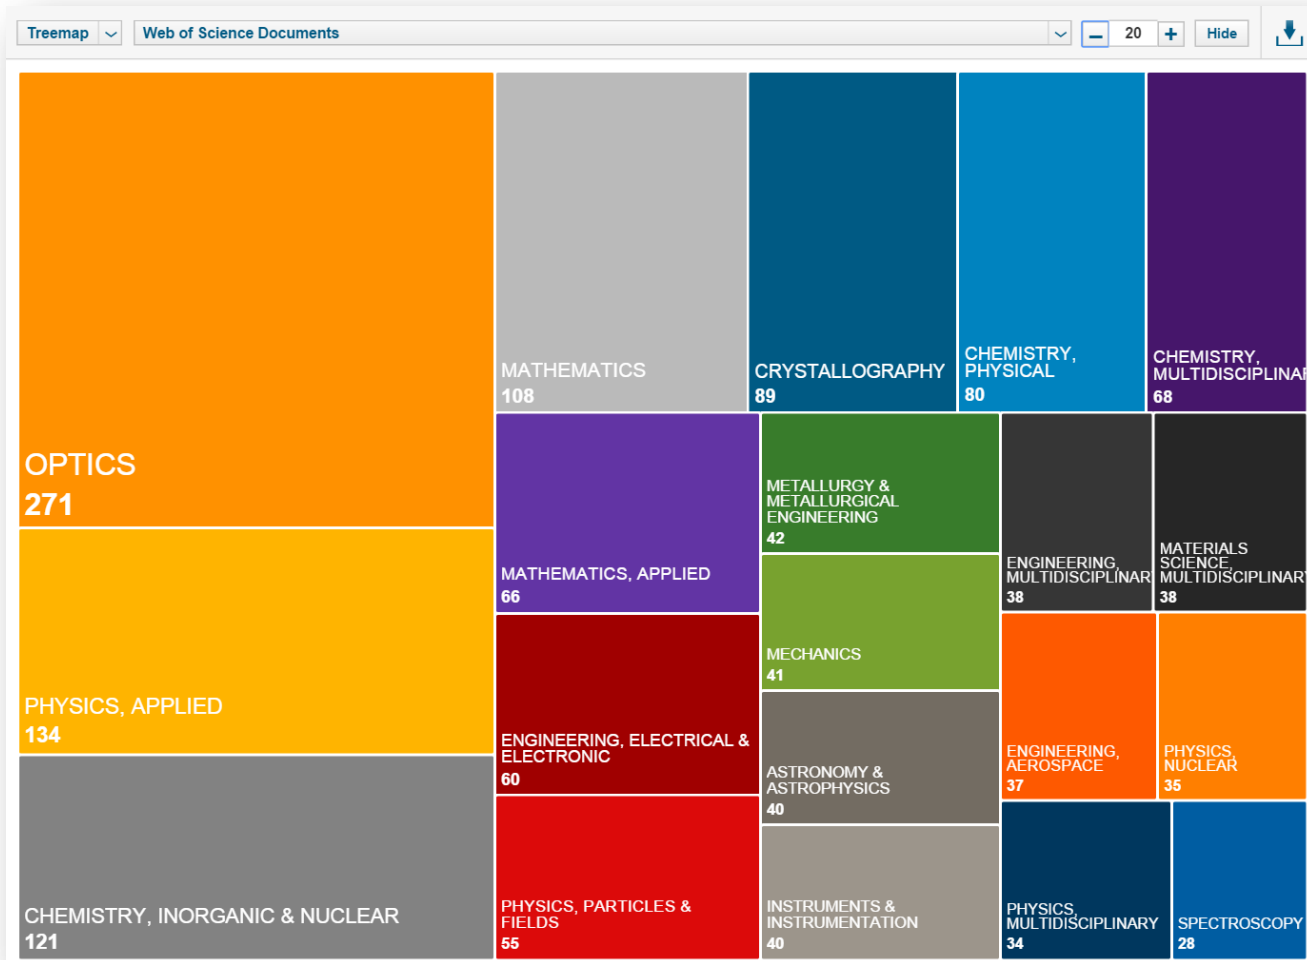 Treemap
Web of Science Documents
20
Hide
OPTICS
271
PHYSICS, APPLIED
134
CHEMISTRY, INORGANIC & NUCLEAR
121
MATHEMATICS
108
CRYSTALLOGRAPHY
89
CHEMISTRY,
PHYSICAL
80
CHEMISTRY,
MULTIDISCIPLINAR
68
MATHEMATICS, APPLIED
66
ENGINEERING, ELECTRICAL &
ELECTRONIC
60
PHYSICS, PARTICLES &
FIELDS
55
METALLURGY &
METALLURGICAL
ENGINEERING
42
MECHANICS
41
ASTRONOMY &
ASTROPHYSICS
40
INSTRUMENTS &
INSTRUMENTATION
40
ENGINEERING,
MULTIDISCIPLINAR
38
MATERIALS
SCIENCE,
MULTIDISCIPLINARY
38
ENGINEERING,
AEROSPACE
37
PHYSICS,
NUCLEAR
35
PHYSICS,
MULTIDISCIPLINARY
34
SPECTROSCOPY
28